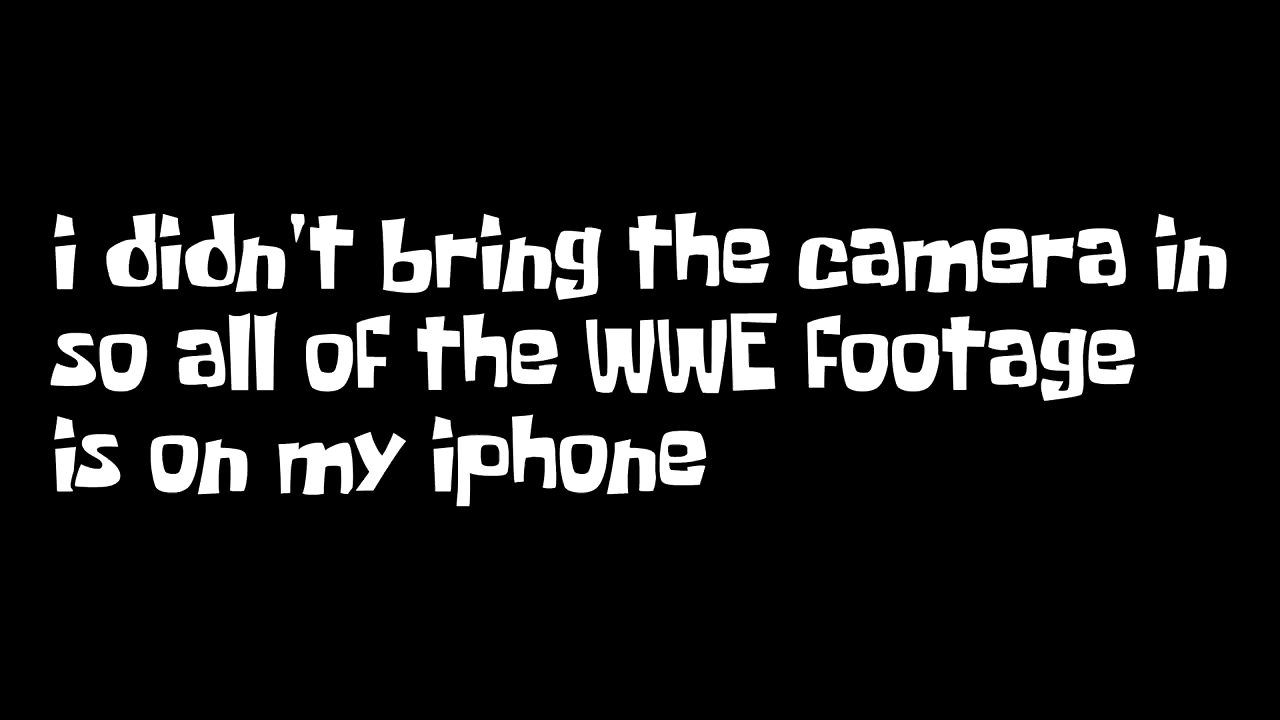 i didn't bring the camera in
so all of the WWE footage
is on my iphone